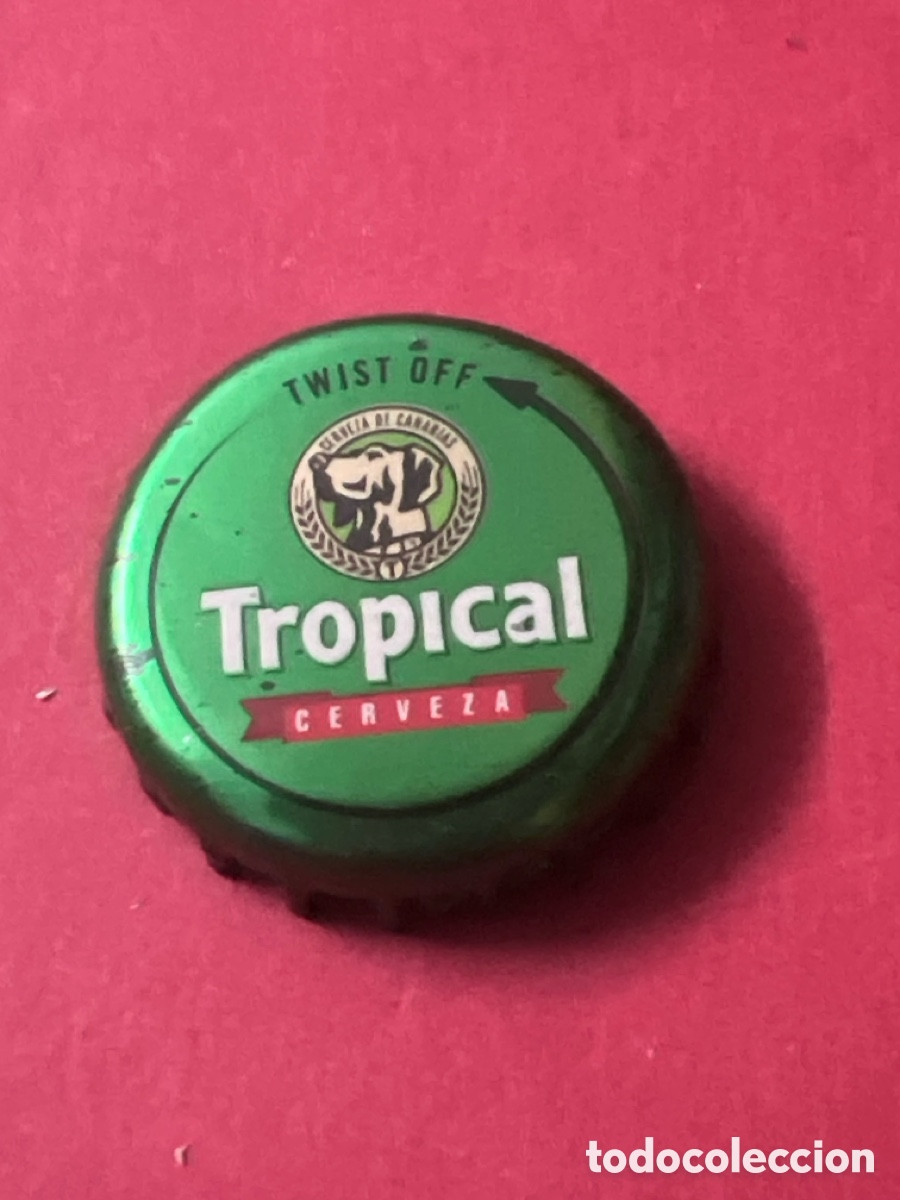 TWIST OFF
CERVEZA DE CANARIAS
T
Tropical
CERVEZA
todocoleccion